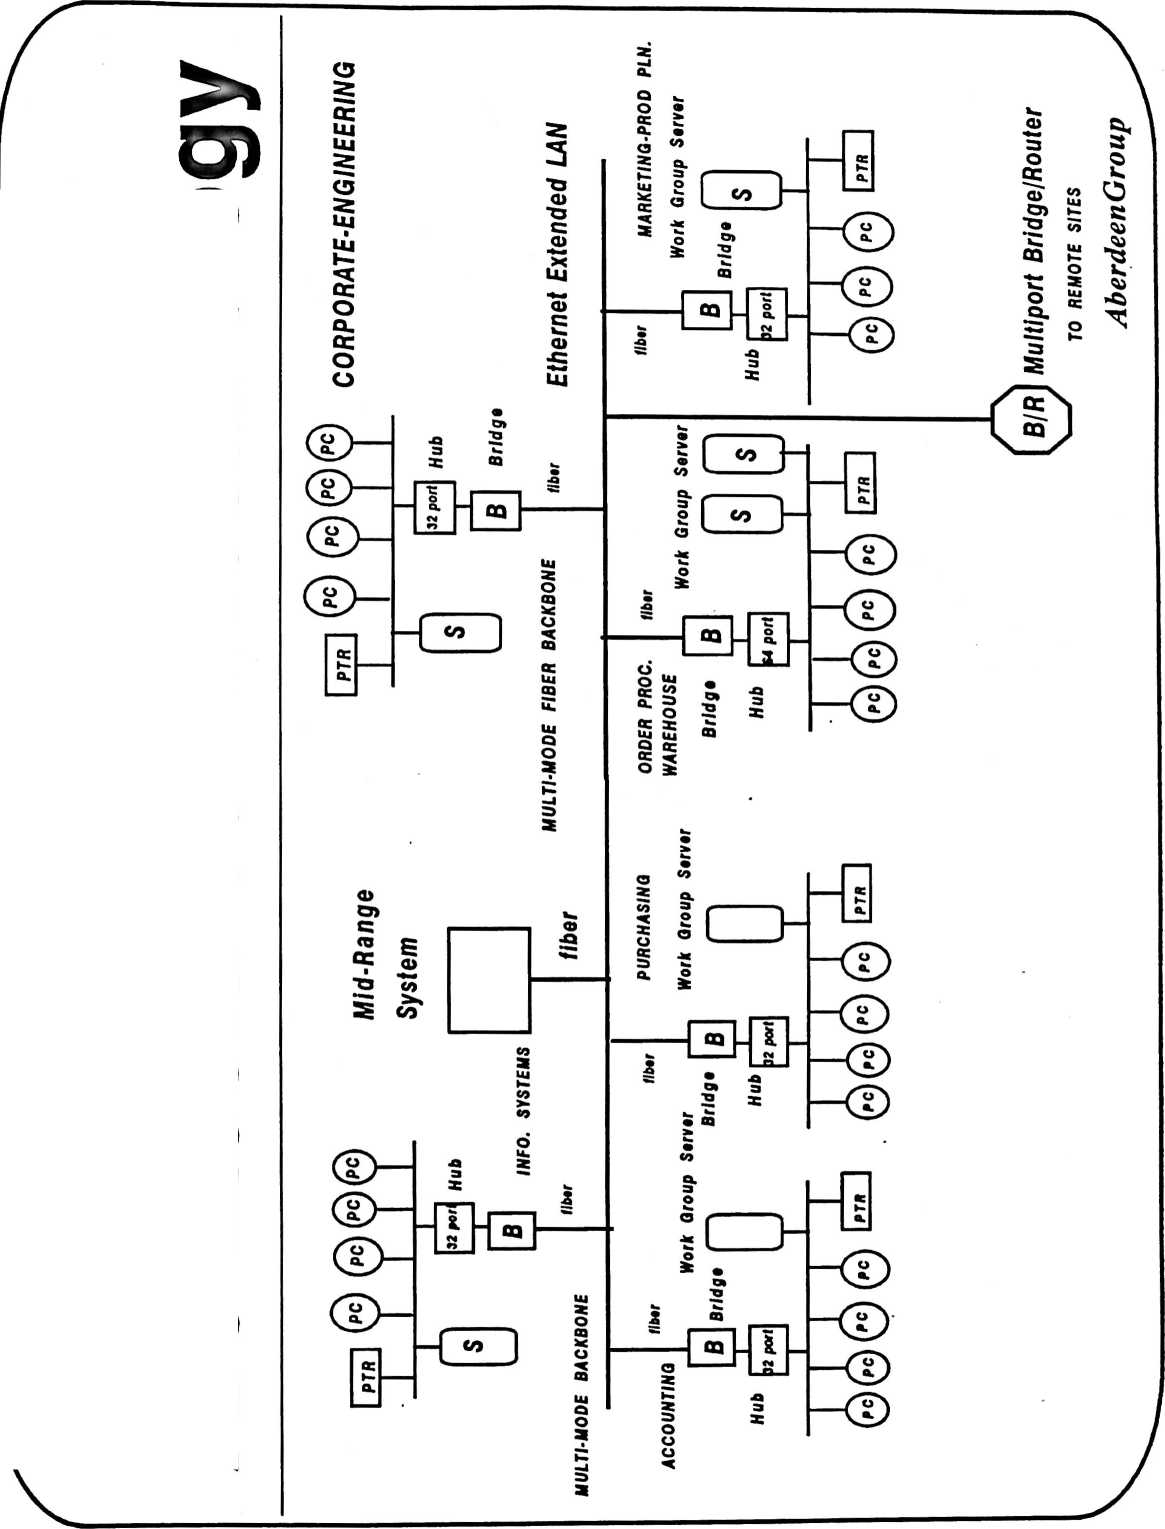 gy
CORPORATE-ENGINEERING
Mid-Range
System
PC
PC
PC
PC
PTR
S
32 port
Hub
B
Bridge
fiber
PC
PC
PC
PC
PTR
S
32 port
Hub
B
INFO. SYSTEMS
fiber
fiber
MULTI-MODE BACKBONE
MULTI-MODE FIBER BACKBONE
Ethernet Extended LAN
ACCOUNTING
fiber
B
Bridge
Hub
32 port
Work Group Server
PC
PC
PC
PC
PTR
PURCHASING
fiber
B
Bridge
Hub
32 port
Work Group Server
PC
PC
PC
PC
PTR
ORDER PROC.
WAREHOUSE
fiber
B
Bridge
Hub
64 port
Work Group Server
S
S
PC
PC
PC
PC
PTR
MARKETING-PROD PLN.
fiber
B
Bridge
Hub
32 port
Work Group Server
S
PC
PC
PC
PTR
B/R
Multiport Bridge/Router
TO REMOTE SITES
AberdeenGroup